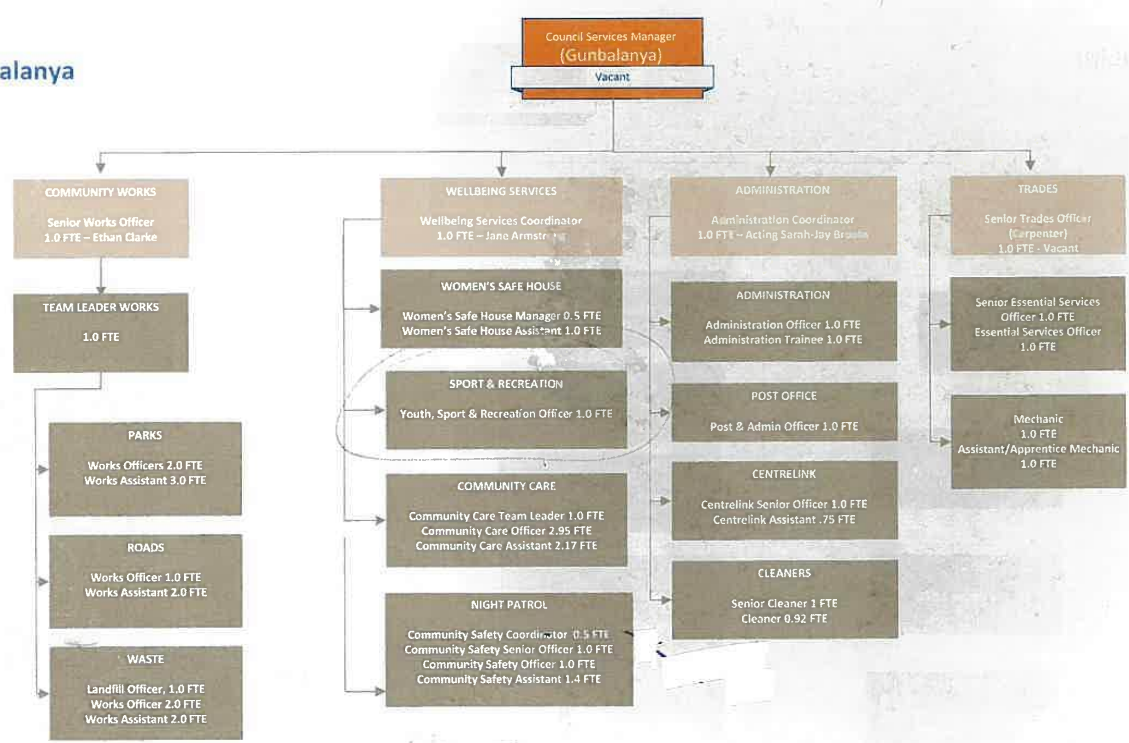 alanya
Council Services Manager
(Gunbalanya)
Vacant
COMMUNITY WORKS
Senior Works Officer
1.0 FTE – Ethan Clarke
TEAM LEADER WORKS
1.0 FTE
PARKS
Works Officers 2.0 FTE
Works Assistant 3.0 FTE
ROADS
Works Officer 1.0 FTE
Works Assistant 2.0 FTE
WASTE
Landfill Officer, 1.0 FTE
Works Officer 2.0 FTE
Works Assistant 2.0 FTE
WELLBEING SERVICES
Wellbeing Services Coordinator
1.0 FTE – Jane Armstrong
WOMEN'S SAFE HOUSE
Women's Safe House Manager 0.5 FTE
Women's Safe House Assistant 1.0 FTE
SPORT & RECREATION
Youth, Sport & Recreation Officer 1.0 FTE
COMMUNITY CARE
Community Care Team Leader 1.0 FTE
Community Care Officer 2.95 FTE
Community Care Assistant 2.17 FTE
NIGHT PATROL
Community Safety Coordinator 0.5 FTE
Community Safety Senior Officer 1.0 FTE
Community Safety Officer 1.0 FTE
Community Safety Assistant 1.4 FTE
ADMINISTRATION
Administration Coordinator
1.0 FTE – Acting Sarah-Jay
ADMINISTRATION
Administration Officer 1.0 FTE
Administration Trainee 1.0 FTE
POST OFFICE
Post & Admin Officer 1.0 FTE
CENTRELINK
Centrelink Senior Officer 1.0 FTE
Centrelink Assistant .75 FTE
CLEANERS
Senior Cleaner 1 FTE
Cleaner 0.92 FTE
TRADES
Senior Trades Officer
(Carpenter)
1.0 FTE - Vacant
Senior Essential Services
Officer 1.0 FTE
Essential Services Officer
1.0 FTE
Mechanic
1.0 FTE
Assistant/Apprentice Mechanic
1.0 FTE